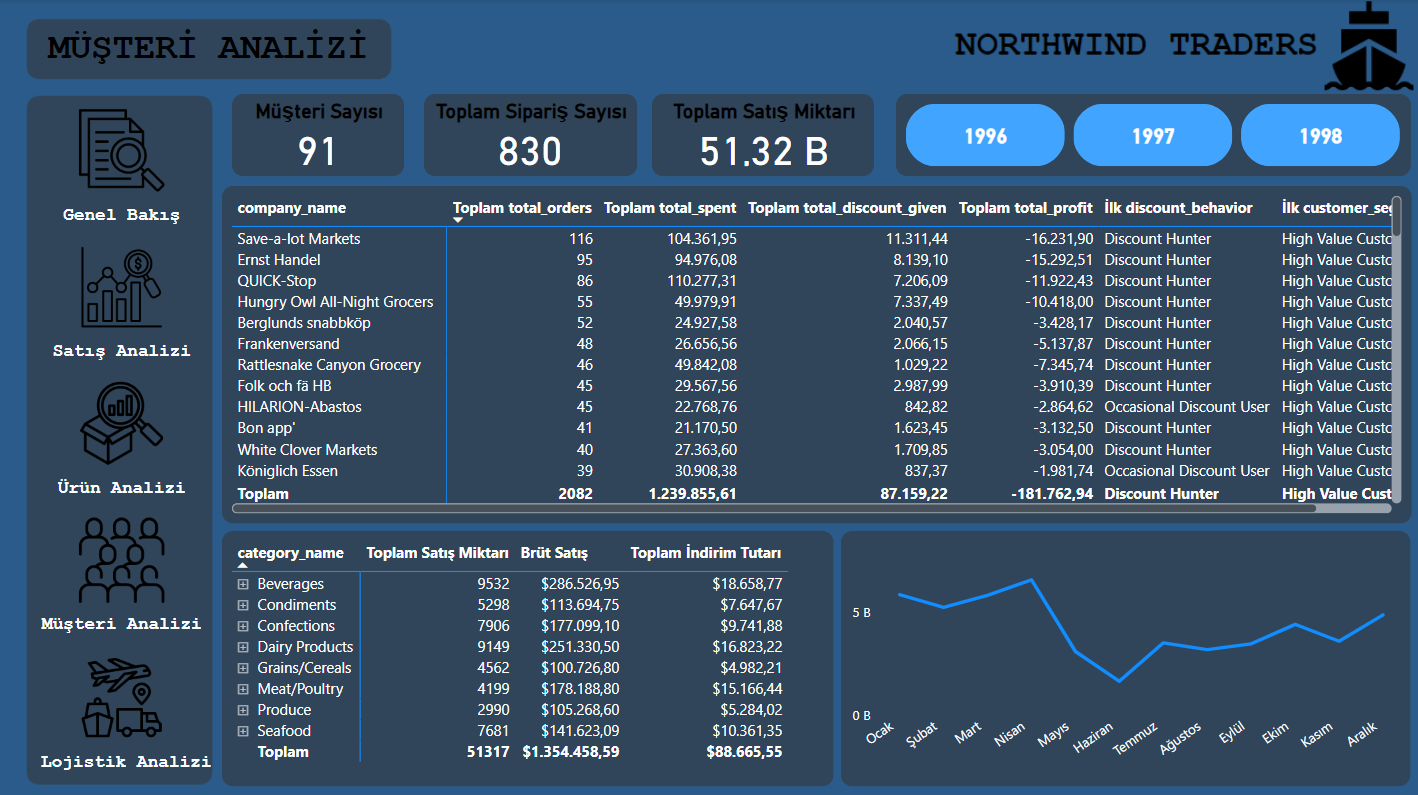 MÜŞTERİ ANALİZİ
NORTHWIND TRADERS
Genel Bakış
Satış Analizi
Ürün Analizi
Müşteri Analizi
Lojistik Analizi
Müşteri Sayısı
91
Toplam Sipariş Sayısı
830
Toplam Satış Miktarı
51.32 B
1996 1997 1998
company_name Toplam total_orders Toplam total_spent Toplam total_discount_given Toplam total_profit İlk discount_behavior İlk customer_seg
Save-a-lot Markets 116 104.361,95 11.311,44 -16.231,90 Discount Hunter High Value Custo
Ernst Handel 95 94.976,08 8.139,10 -15.292,51 Discount Hunter High Value Custo
QUICK-Stop 86 110.277,31 7.206,09 -11.922,43 Discount Hunter High Value Custo
Hungry Owl All-Night Grocers 55 49.979,91 7.337,49 -10.418,00 Discount Hunter High Value Custo
Berglunds snabbköp 52 24.927,58 2.040,57 -3.428,17 Discount Hunter High Value Custo
Frankenversand 48 26.656,56 2.066,15 -5.137,87 Discount Hunter High Value Custo
Rattlesnake Canyon Grocery 46 49.842,08 1.029,22 -7.345,74 Discount Hunter High Value Custo
Folk och fä HB 45 29.567,56 2.987,99 -3.910,39 Discount Hunter High Value Custo
HILARION-Abastos 45 22.768,76 842,82 -2.864,62 Occasional Discount User High Value Custo
Bon app' 41 21.170,50 1.623,45 -3.132,50 Discount Hunter High Value Custo
White Clover Markets 40 27.363,60 1.709,85 -3.054,00 Discount Hunter High Value Custo
Königlich Essen 39 30.908,38 837,37 -1.981,74 Occasional Discount User High Value Custo
Toplam 2082 1.239.855,61 87.159,22 -181.762,94 Discount Hunter High Value Cust
category_name Toplam Satış Miktarı Brüt Satış Toplam İndirim Tutarı
Beverages 9532 $286.526,95 $18.658,77
Condiments 5298 $113.694,75 $7.647,67
Confections 7906 $177.099,10 $9.741,88
Dairy Products 9149 $251.330,50 $16.823,22
Grains/Cereals 4562 $100.726,80 $4.982,21
Meat/Poultry 4199 $178.188,80 $15.166,44
Produce 2990 $105.268,60 $5.284,02
Seafood 7681 $141.623,09 $10.361,35
Toplam 51317 $1.354.458,59 $88.665,55
5 B
0 B
Ocak Şubat Mart Nisan Mayıs Haziran Temmuz Ağustos Eylül Ekim Kasım Aralık